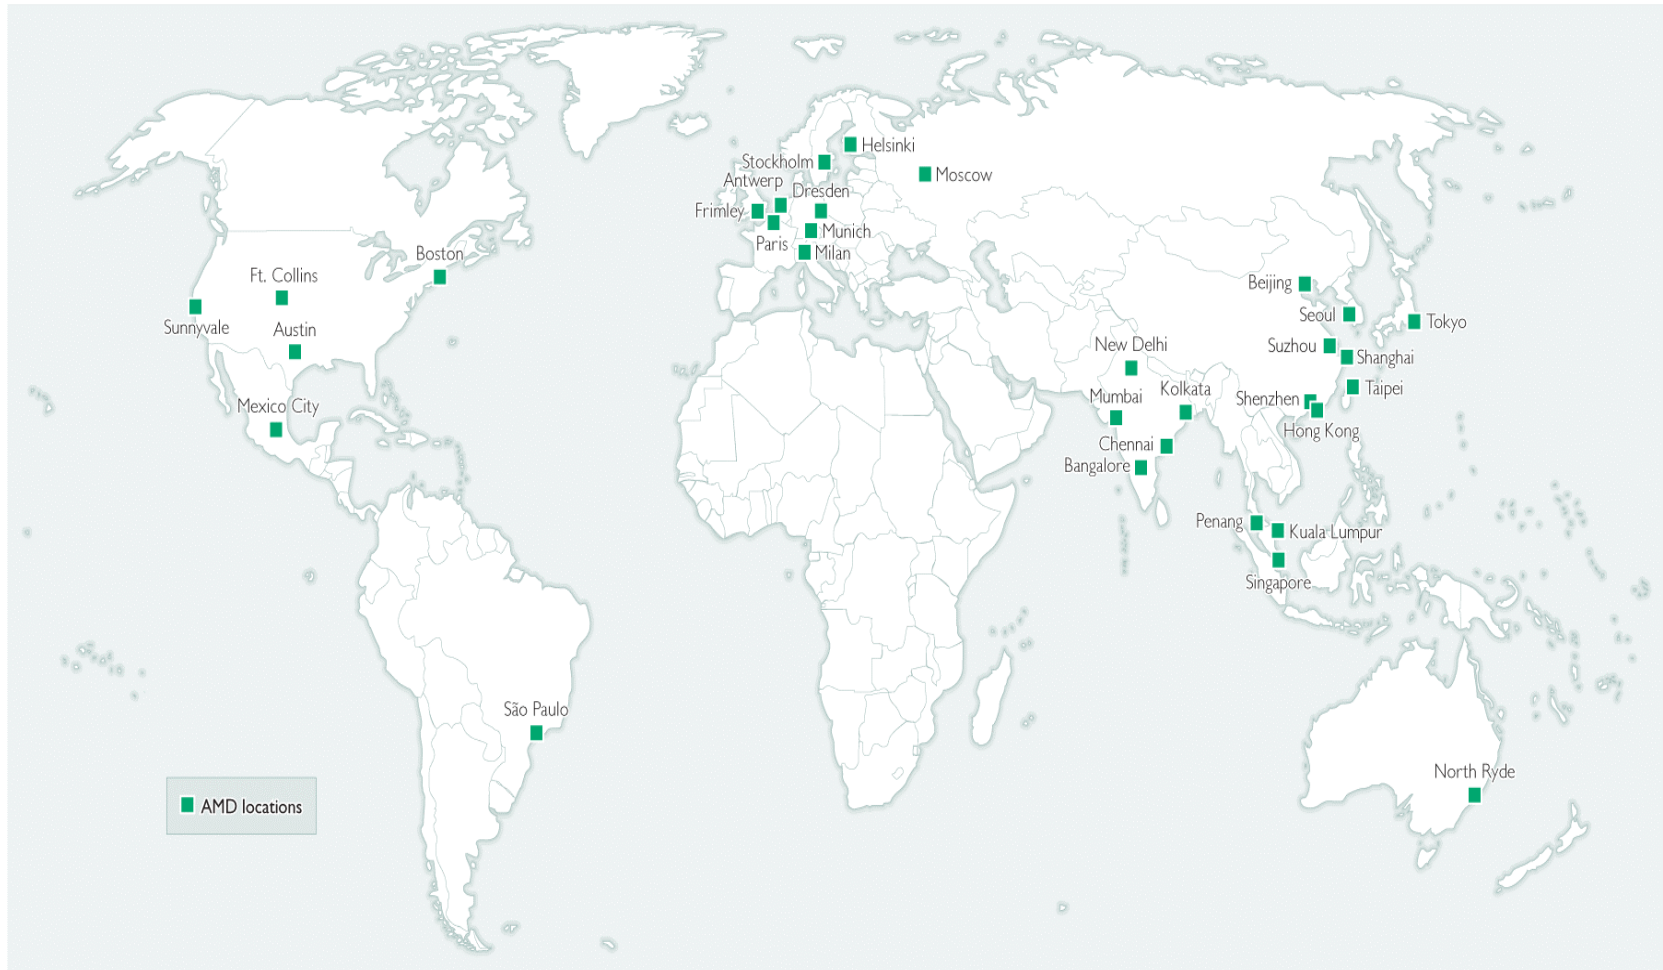 Helsinki
Stockholm
Moscow
Antwerp
Dresden
Frimley
Munich
Paris
Milan
Boston
Ft. Collins
Sunnyvale
Austin
Mexico City
Beijing
Seoul
Tokyo
Suzhou
Shanghai
New Delhi
Taipei
Mumbai
Kolkata
Shenzhen
Hong Kong
Chennai
Bangalore
Penang
Kuala Lumpur
Singapore
São Paulo
North Ryde
AMD locations